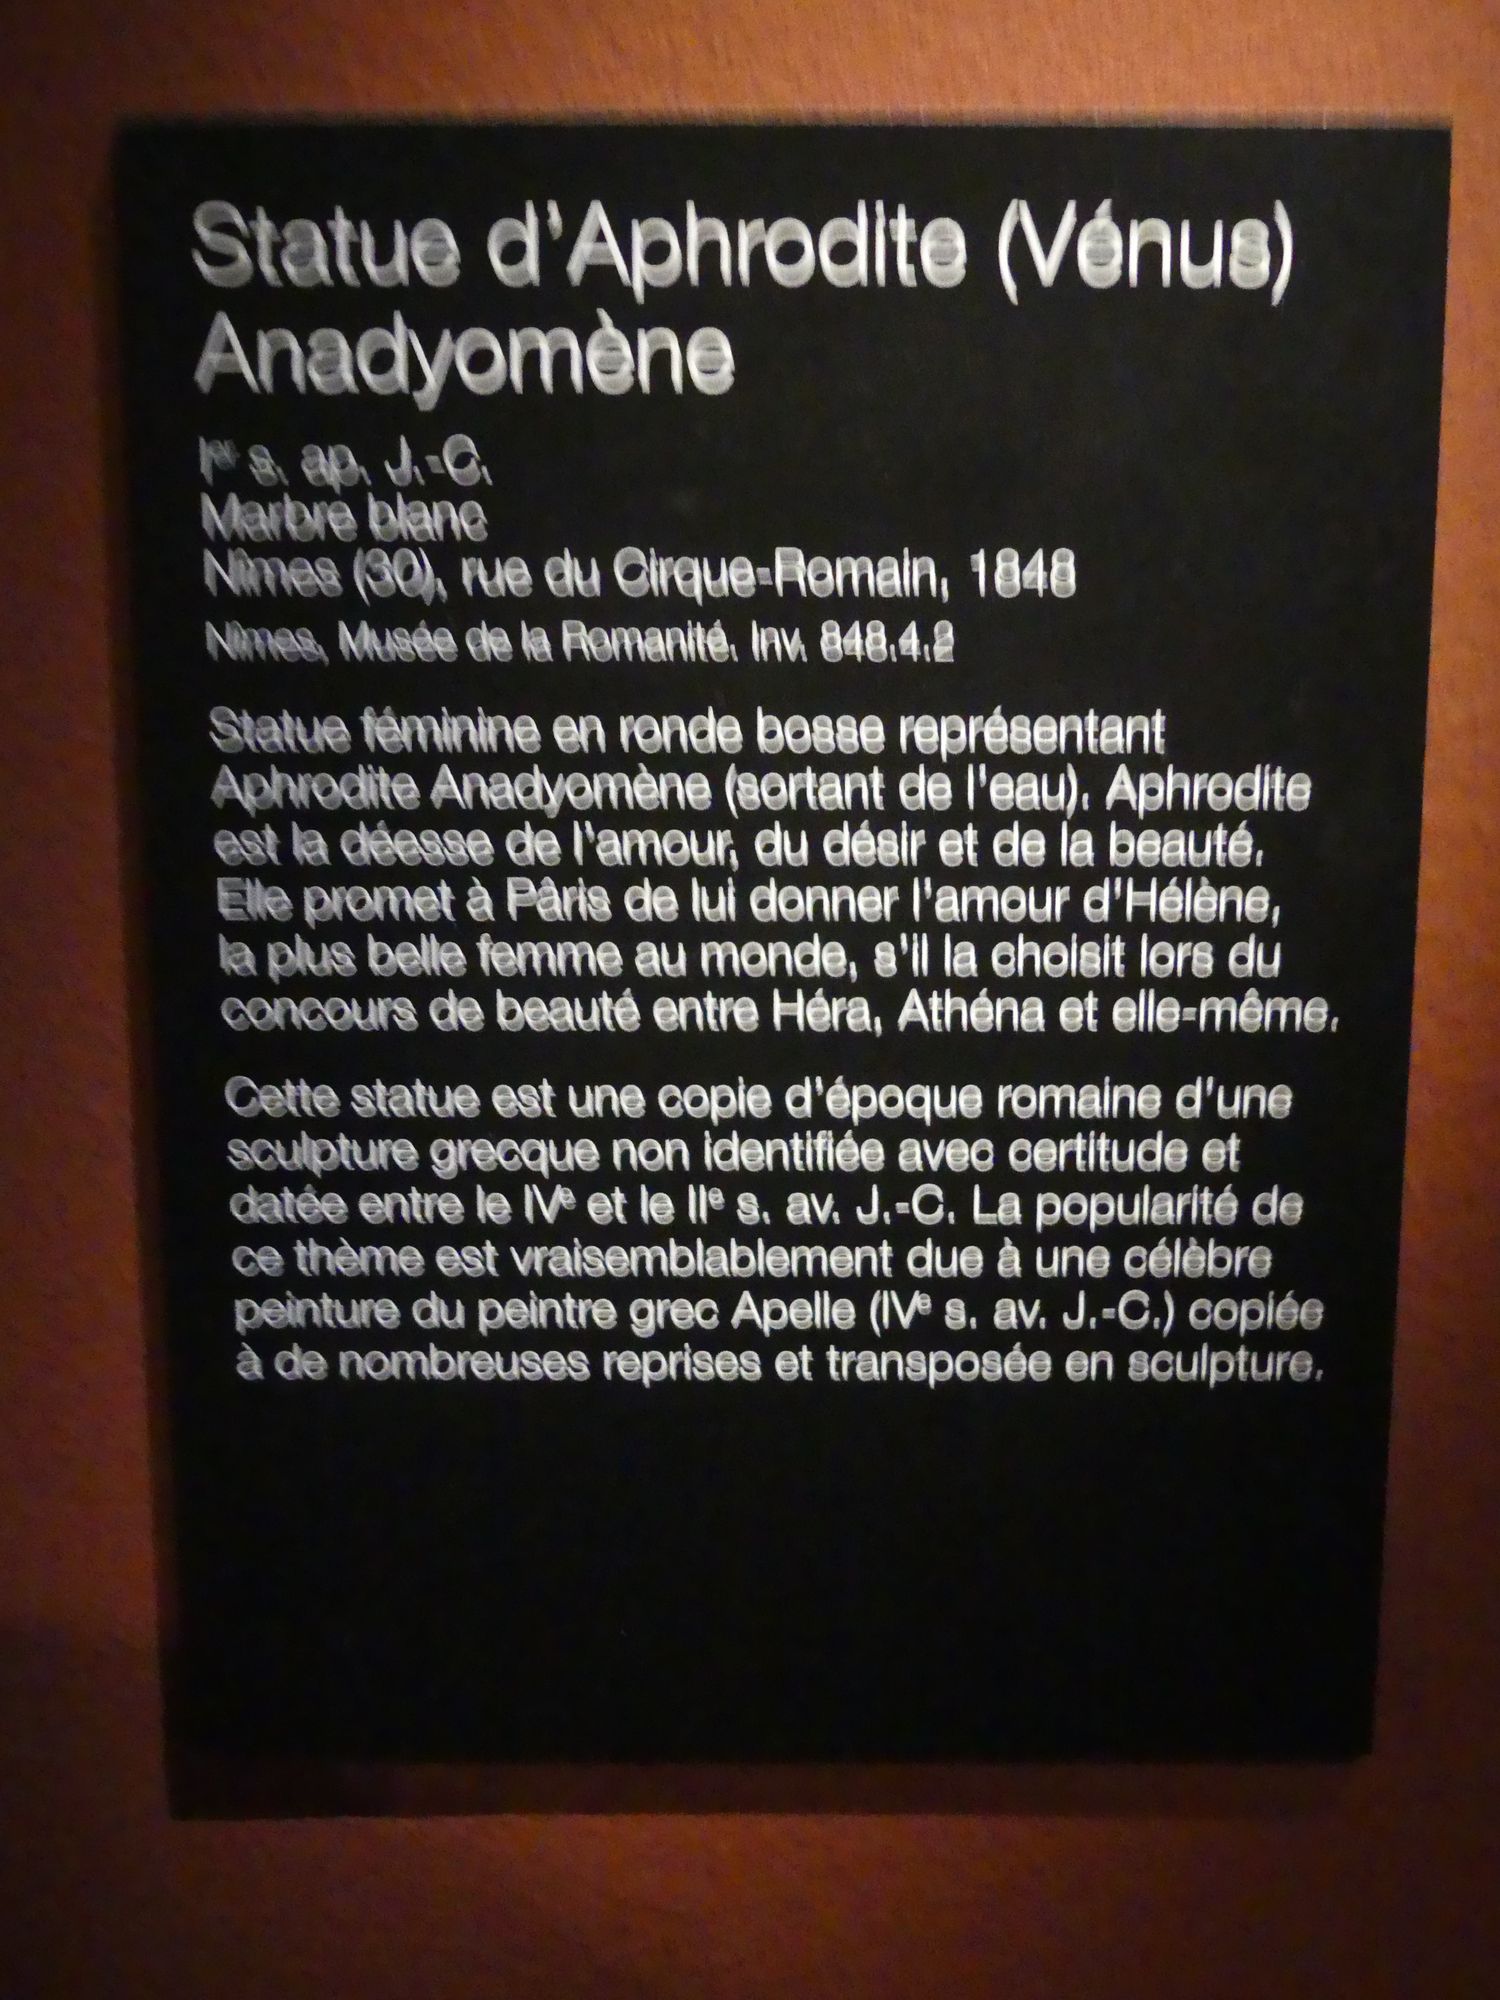 Statue d'Aphrodite (Vénus)
Anadyomène
Ier s. ap. J.-C.
Marbre blanc
Nîmes (30), rue du Cirque-Romain, 1848
Nîmes, Musée de la Romanité. Inv. 848.4.2
Statue féminine en ronde bosse représentant
Aphrodite Anadyomène (sortant de l'eau). Aphrodite
est la déesse de l'amour, du désir et de la beauté.
Elle promet à Pâris de lui donner l'amour d'Hélène,
la plus belle femme au monde, s'il la choisit lors du
concours de beauté entre Héra, Athéna et elle-même.
Cette statue est une copie d'époque romaine d'une
sculpture grecque non identifiée avec certitude et
datée entre le IVe et le IIe s. av. J.-C. La popularité de
ce thème est vraisemblablement due à une célèbre
peinture du peintre grec Apelle (IVe s. av. J.-C.) copiée
à de nombreuses reprises et transposée en sculpture.